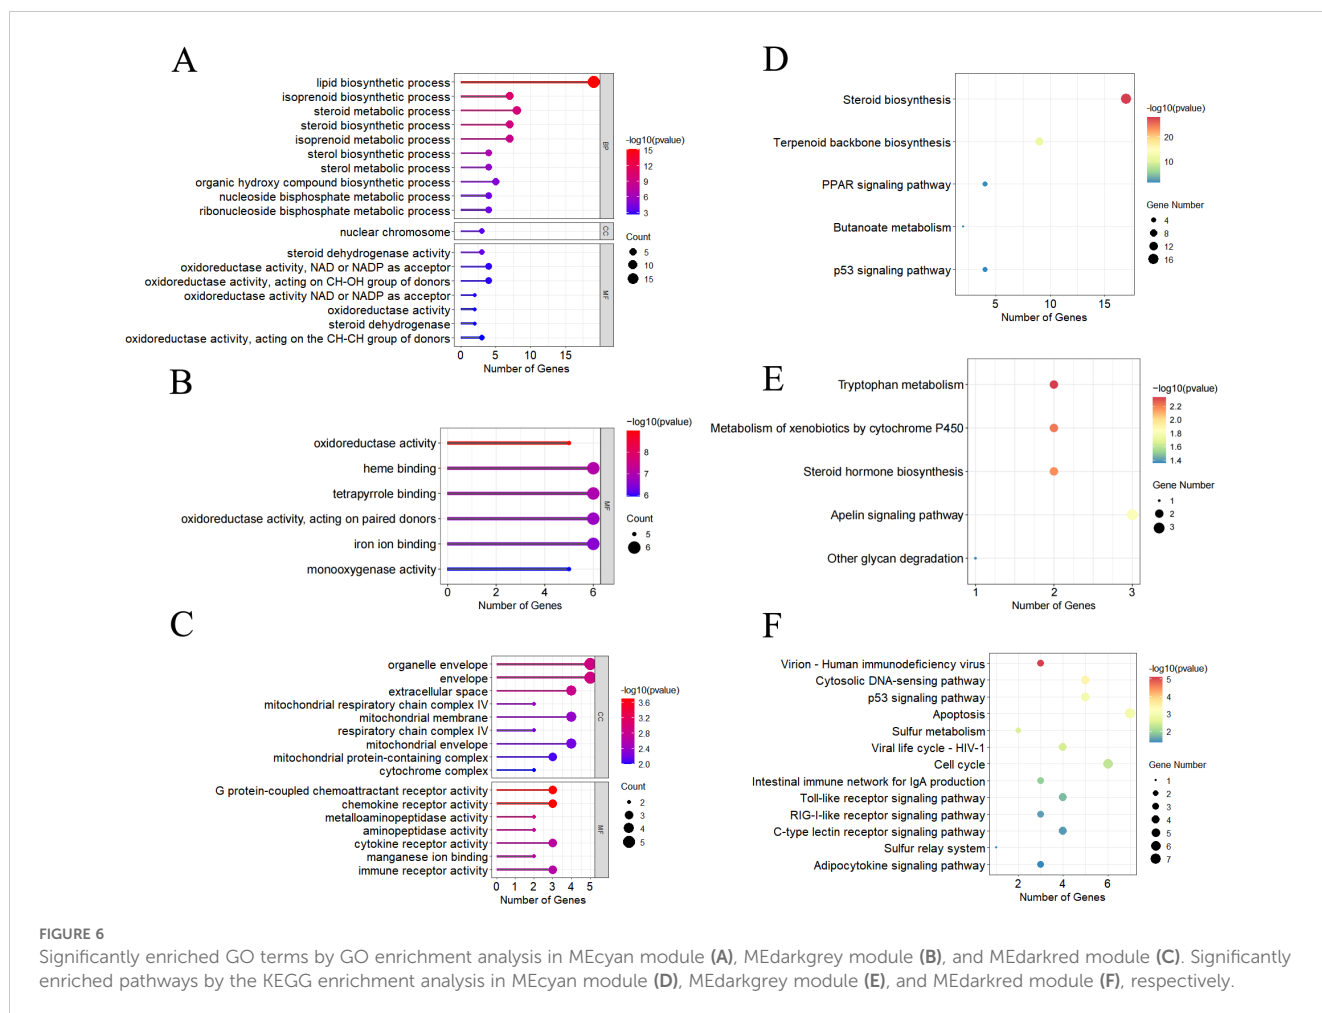 A
lipid biosynthetic process
isoprenoid biosynthetic process
steroid metabolic process
steroid biosynthetic process
isoprenoid metabolic process
sterol biosynthetic process
sterol metabolic process
organic hydroxy compound biosynthetic process
nucleoside bisphosphate metabolic process
ribonucleoside bisphosphate metabolic process
BP
nuclear chromosome
CC
steroid dehydrogenase activity
oxidoreductase activity, NAD or NADP as acceptor
oxidoreductase activity, acting on CH-OH group of donors
oxidoreductase activity NAD or NADP as acceptor
oxidoreductase activity
steroid dehydrogenase
oxidoreductase activity, acting on the CH-CH group of donors
MF
0 5 10 15
Number of Genes
-log10(pvalue)
15
12
9
6
3
Count
5
10
15
B
oxidoreductase activity
heme binding
tetrapyrrole binding
oxidoreductase activity, acting on paired donors
iron ion binding
monooxygenase activity
MF
0 2 4 6
Number of Genes
−log10(pvalue)
8
7
6
Count
5
6
C
organelle envelope
envelope
extracellular space
mitochondrial respiratory chain complex IV
mitochondrial membrane
respiratory chain complex IV
mitochondrial envelope
mitochondrial protein-containing complex
cytochrome complex
CC
G protein-coupled chemoattractant receptor activity
chemokine receptor activity
metalloaminopeptidase activity
aminopeptidase activity
cytokine receptor activity
manganese ion binding
immune receptor activity
MF
0 1 2 3 4 5
Number of Genes
-log10(pvalue)
3.6
3.2
2.8
2.4
2.0
Count
2
3
4
5
D
Steroid biosynthesis
Terpenoid backbone biosynthesis
PPAR signaling pathway
Butanoate metabolism
p53 signaling pathway
5 10 15
Number of Genes
-log10(pvalue)
20
10
Gene Number
4
8
12
16
E
Tryptophan metabolism
Metabolism of xenobiotics by cytochrome P450
Steroid hormone biosynthesis
Apelin signaling pathway
Other glycan degradation
1 2 3
Number of Genes
−log10(pvalue)
2.2
2.0
1.8
1.6
1.4
Gene Number
1
2
3
F
Virion - Human immunodeficiency virus
Cytosolic DNA-sensing pathway
p53 signaling pathway
Apoptosis
Sulfur metabolism
Viral life cycle - HIV-1
Cell cycle
Intestinal immune network for IgA production
Toll-like receptor signaling pathway
RIG-I-like receptor signaling pathway
C-type lectin receptor signaling pathway
Sulfur relay system
Adipocytokine signaling pathway
2 4 6
Number of Genes
-log10(pvalue)
5
4
3
2
Gene Number
1
2
3
4
5
6
7
FIGURE 6
Significantly enriched GO terms by GO enrichment analysis in MEcyan module (A), MEdarkgrey module (B), and MEdarkred module (C). Significantly
enriched pathways by the KEGG enrichment analysis in MEcyan module (D), MEdarkgrey module (E), and MEdarkred module (F), respectively.